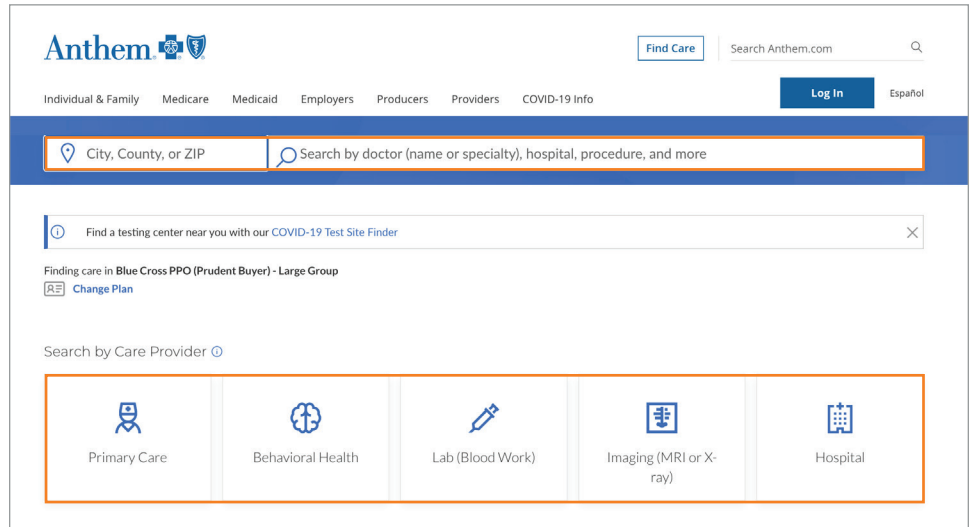 Anthem
Find Care
Search Anthem.com
Individual & Family Medicare Medicaid Employers Producers Providers COVID-19 Info
Log In
Español
City, County, or ZIP
Search by doctor (name or specialty), hospital, procedure, and more
Find a testing center near you with our COVID-19 Test Site Finder
Finding care in Blue Cross PPO (Prudent Buyer) - Large Group
Change Plan
Search by Care Provider
Primary Care
Behavioral Health
Lab (Blood Work)
Imaging (MRI or X-
ray)
Hospital